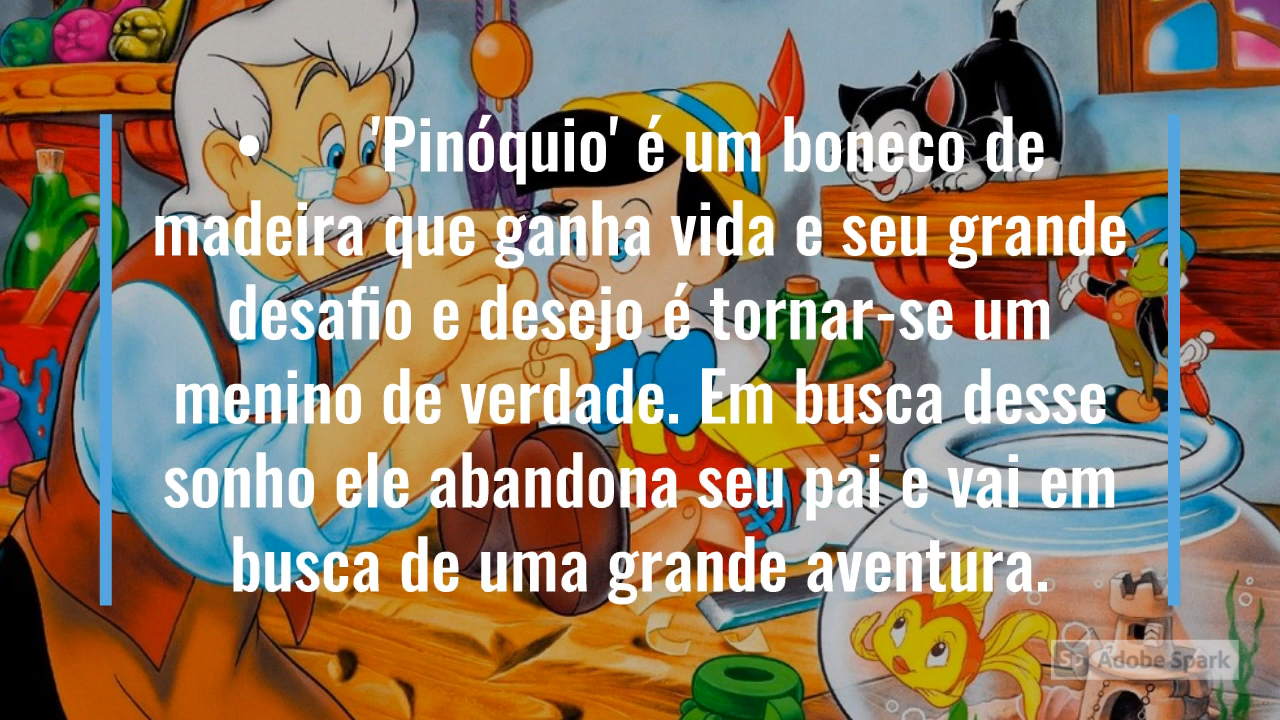 • 'Pinóquio' é um boneco de
madeira que ganha vida e seu grande
desafio e desejo é tornar-se um
menino de verdade. Em busca desse
sonho ele abandona seu pai e vai em
busca de uma grande aventura.
Sp Adobe Spark